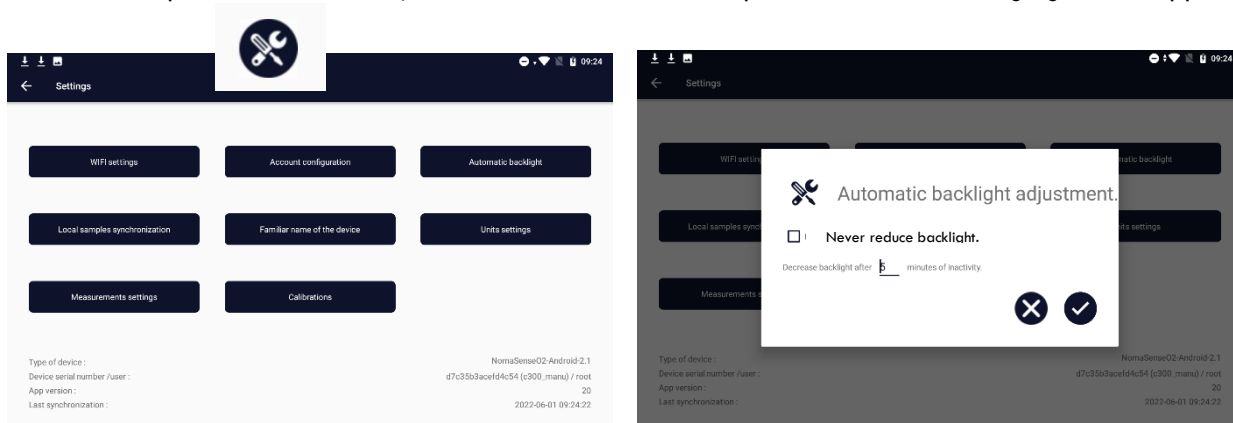 09:24
Settings
WIFI settings
Account configuration
Automatic backlight
Local samples synchronization
Familiar name of the device
Units settings
Measurements settings
Calibrations
Type of device :
NomaSenseO2-Android-2.1
Device serial number /user :
d7c35b3acefd4c54 (c300_manu) / root
App version :
20
Last synchronization :
2022-06-01 09:24:22
09:24
Settings
WIFI setting
matic backlight
Automatic backlight adjustment.
Local samples sync
its settings
Never reduce backlight.
Decrease backlight after 5 minutes of inactivity.
Measurements s
Type of device :
NomaSenseO2-Android-2.1
Device serial number /user :
d7c35b3acefd4c54 (c300_manu) / root
App version :
20
Last synchronization :
2022-06-01 09:24:22